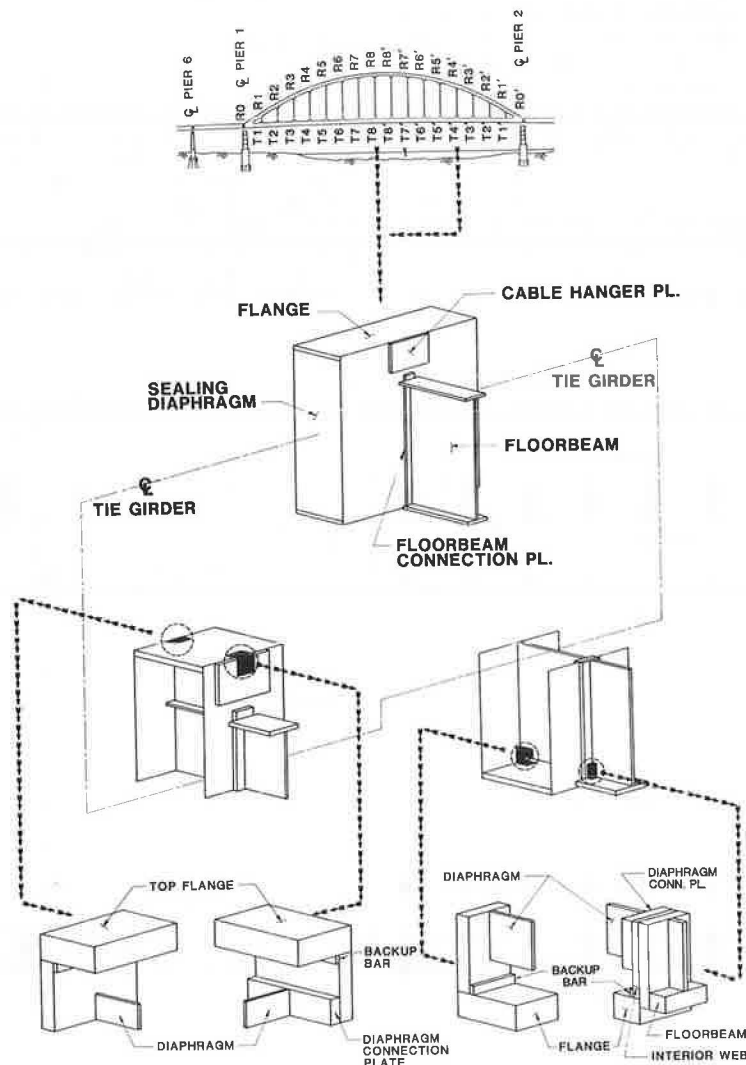 ℄ PIER 6
℄ PIER 1
R0
R1
R2
R3
R4
R5
R6
R7
R8
R8'
R7'
R6'
R5'
R4'
R3'
R2'
R1'
R0'
℄ PIER 2
T1
T2
T3
T4
T5
T6
T7
T8
T8'
T7'
T6'
T5'
T4'
T3'
T2'
T1'
FLANGE
CABLE HANGER PL.
℄
TIE GIRDER
SEALING
DIAPHRAGM
FLOORBEAM
℄
TIE GIRDER
FLOORBEAM
CONNECTION PL.
TOP FLANGE
BACKUP
BAR
DIAPHRAGM
DIAPHRAGM
CONNECTION
PLATE
DIAPHRAGM
DIAPHRAGM
CONN. PL.
BACKUP
BAR
FLANGE
FLOORBEAM
INTERIOR WEB